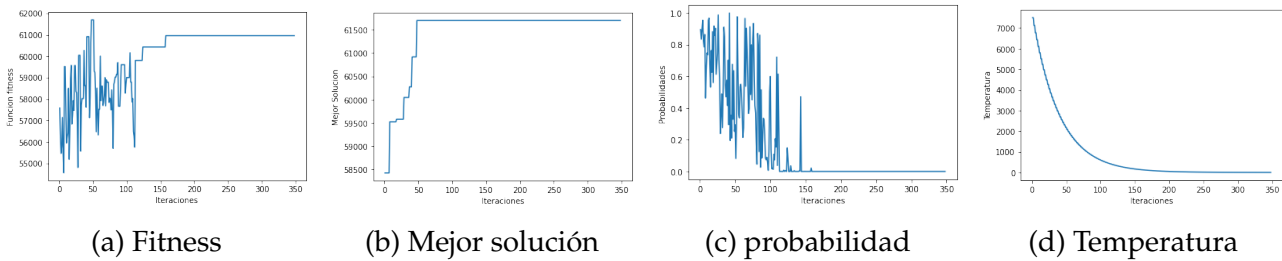 62000
61000
60000
59000
58000
57000
56000
55000
Funcion fitness
0 50 100 150 200 250 300 350
Iteraciones
(a) Fitness
61500
61000
60500
60000
59500
59000
58500
Mejor Solucion
0 50 100 150 200 250 300 350
Iteraciones
(b) Mejor solución
1.0
0.8
0.6
0.4
0.2
0.0
Probabilidades
0 50 100 150 200 250 300 350
Iteraciones
(c) probabilidad
7000
6000
5000
4000
3000
2000
1000
0
Temperatura
0 50 100 150 200 250 300 350
Iteraciones
(d) Temperatura